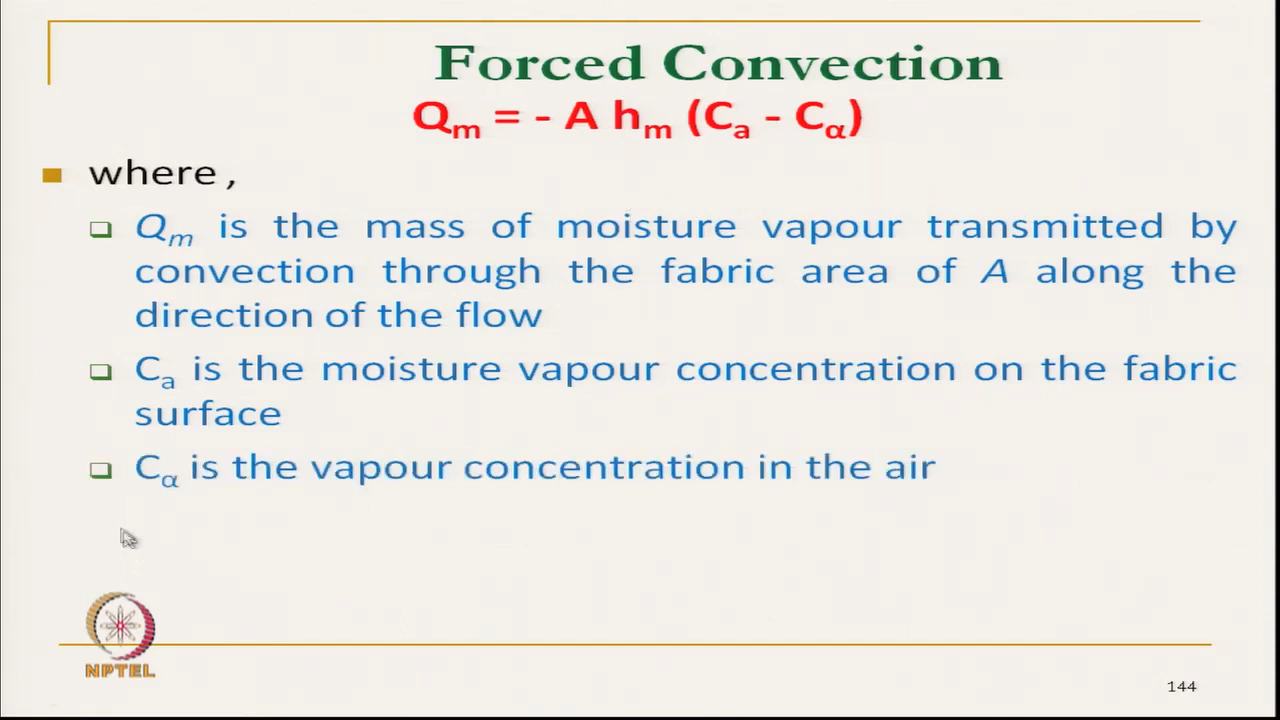 Forced Convection
Qm = - A hm (Ca - Cα)
where ,
Qm is the mass of moisture vapour transmitted by
convection through the fabric area of A along the
direction of the flow
Ca is the moisture vapour concentration on the fabric
surface
Cα is the vapour concentration in the air
NPTEL
144